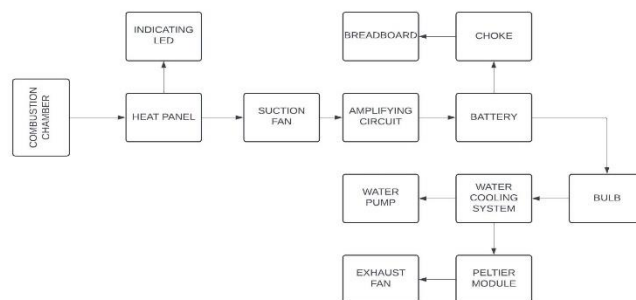 INDICATING
LED
BREADBOARD
CHOKE
COMBUSTION
CHAMBER
HEAT PANEL
SUCTION
FAN
AMPLIFYING
CIRCUIT
BATTERY
WATER
PUMP
WATER
COOLING
SYSTEM
BULB
EXHAUST
FAN
PELTIER
MODULE